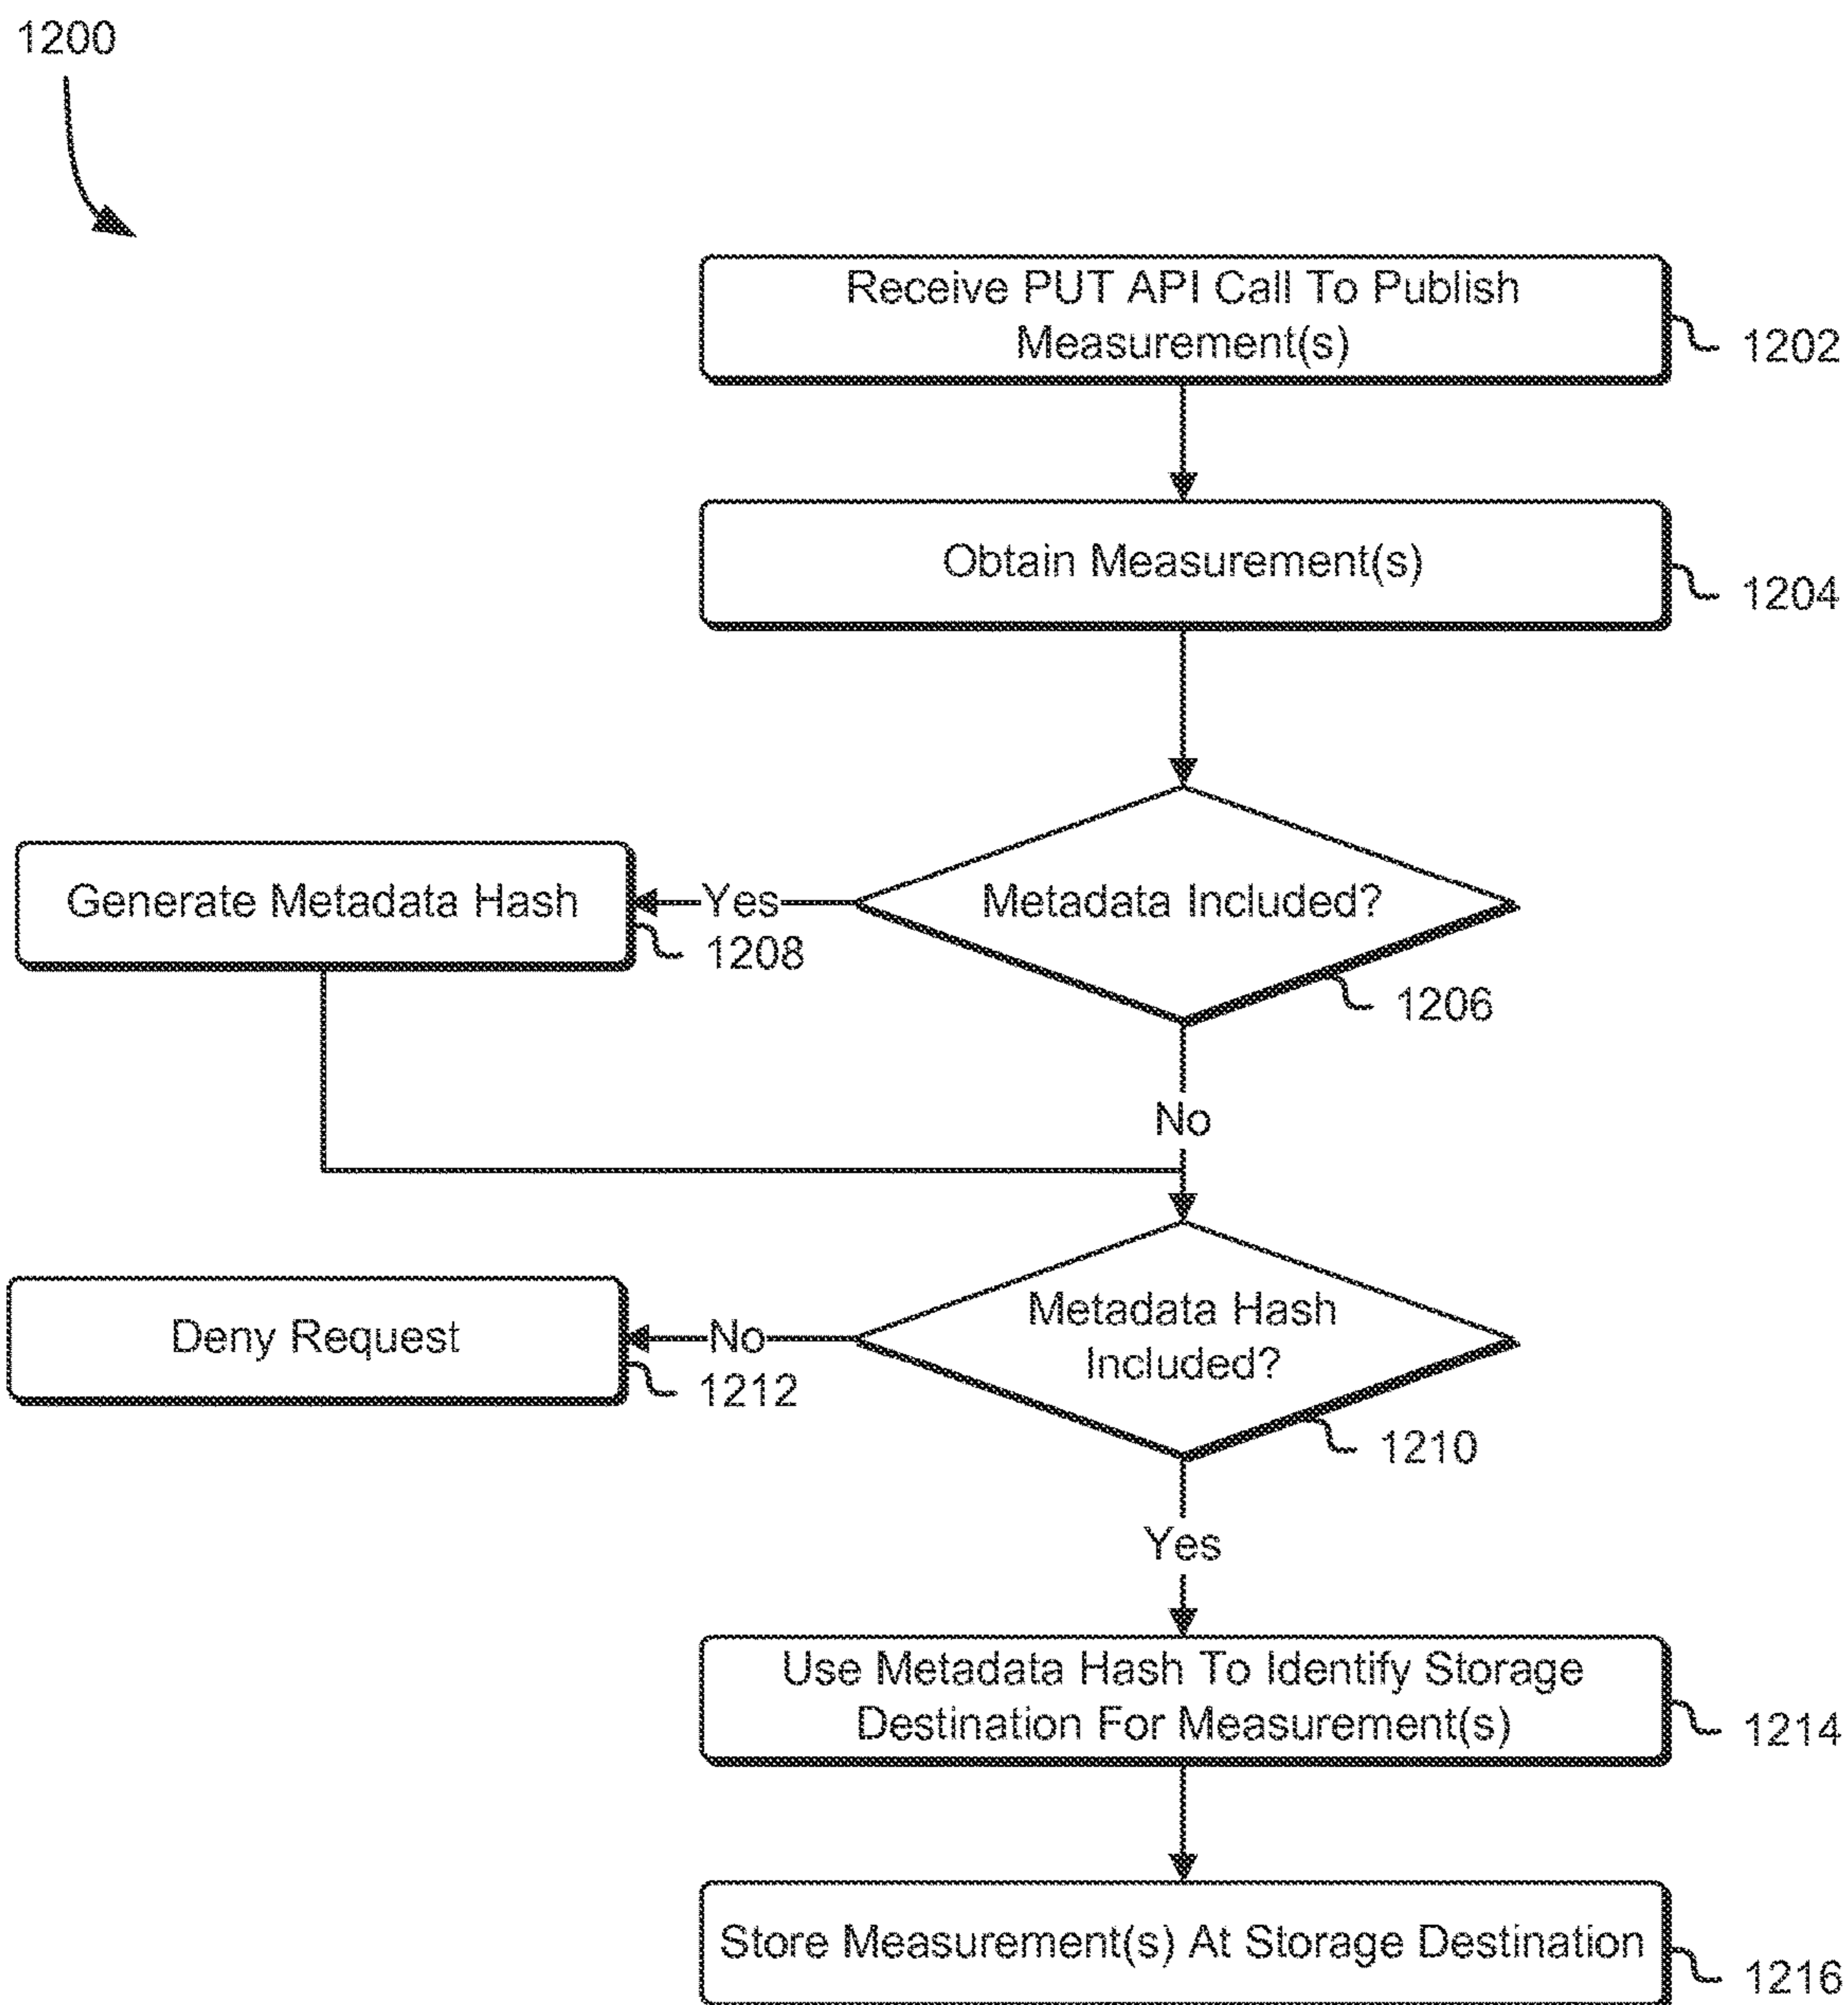 1200
Receive PUT API Call To Publish
Measurement(s)
1202
Obtain Measurement(s)
1204
Metadata Included?
1206
Yes
Generate Metadata Hash
1208
No
Metadata Hash
Included?
1210
No
Deny Request
1212
Yes
Use Metadata Hash To Identify Storage
Destination For Measurement(s)
1214
Store Measurement(s) At Storage Destination
1216